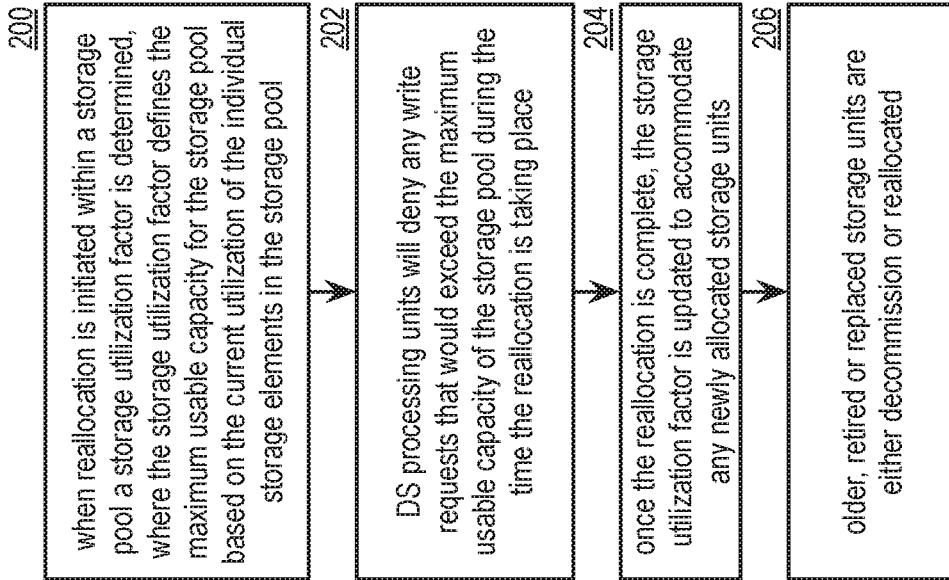 200
when reallocation is initiated within a storage
pool a storage utilization factor is determined,
where the storage utilization factor defines the
maximum usable capacity for the storage pool
based on the current utilization of the individual
storage elements in the storage pool
202
DS processing units will deny any write
requests that would exceed the maximum
usable capacity of the storage pool during the
time the reallocation is taking place
204
once the reallocation is complete, the storage
utilization factor is updated to accommodate
any newly allocated storage units
206
older, retired or replaced storage units are
either decommission or reallocated